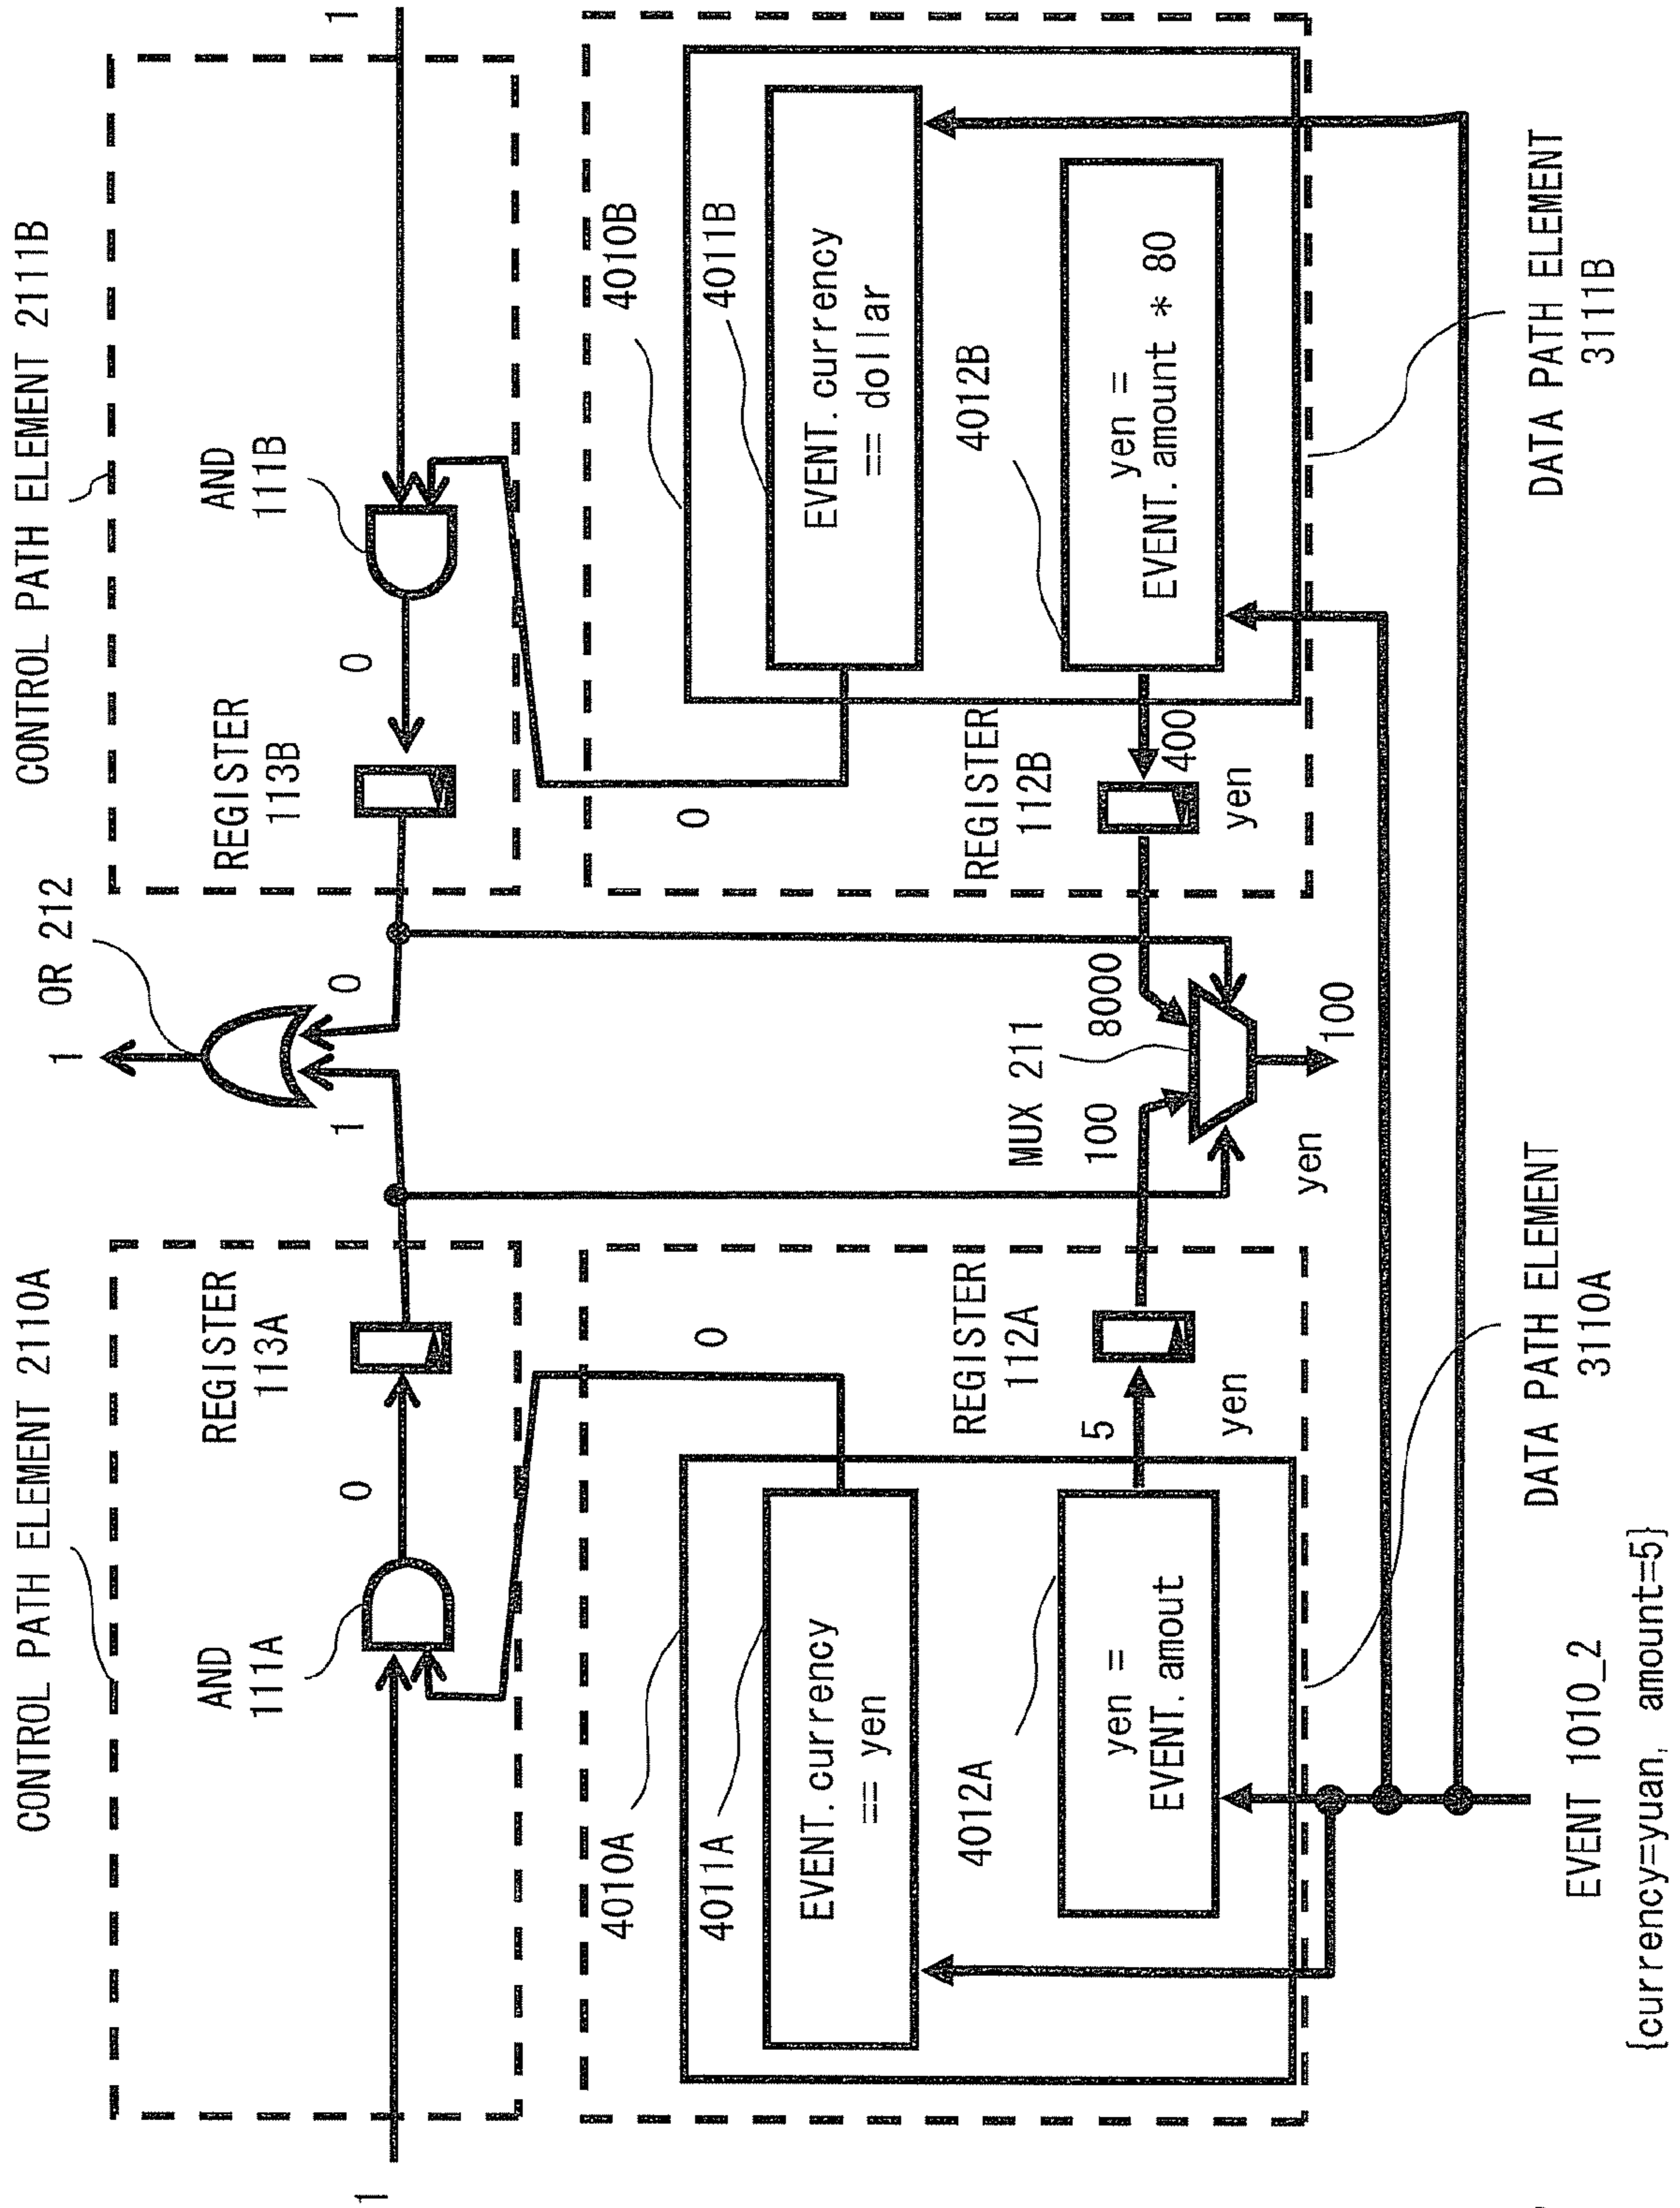 CONTROL PATH ELEMENT 2110A
CONTROL PATH ELEMENT 2111B
OR 212
1
AND
111A
REGISTER
113A
REGISTER
113B
AND
111B
1
0
1
0
0
1
4010A
4011A
EVENT.currency
== yen
0
0
4010B
4011B
EVENT.currency
== dollar
4012A
yen =
EVENT.amout
REGISTER
112A
5
yen
MUX 211
100
8000
yen
100
REGISTER
112B
400
yen
4012B
yen =
EVENT.amount * 80
EVENT 1010_2
{currency=yuan, amount=5}
DATA PATH ELEMENT
3110A
DATA PATH ELEMENT
3111B